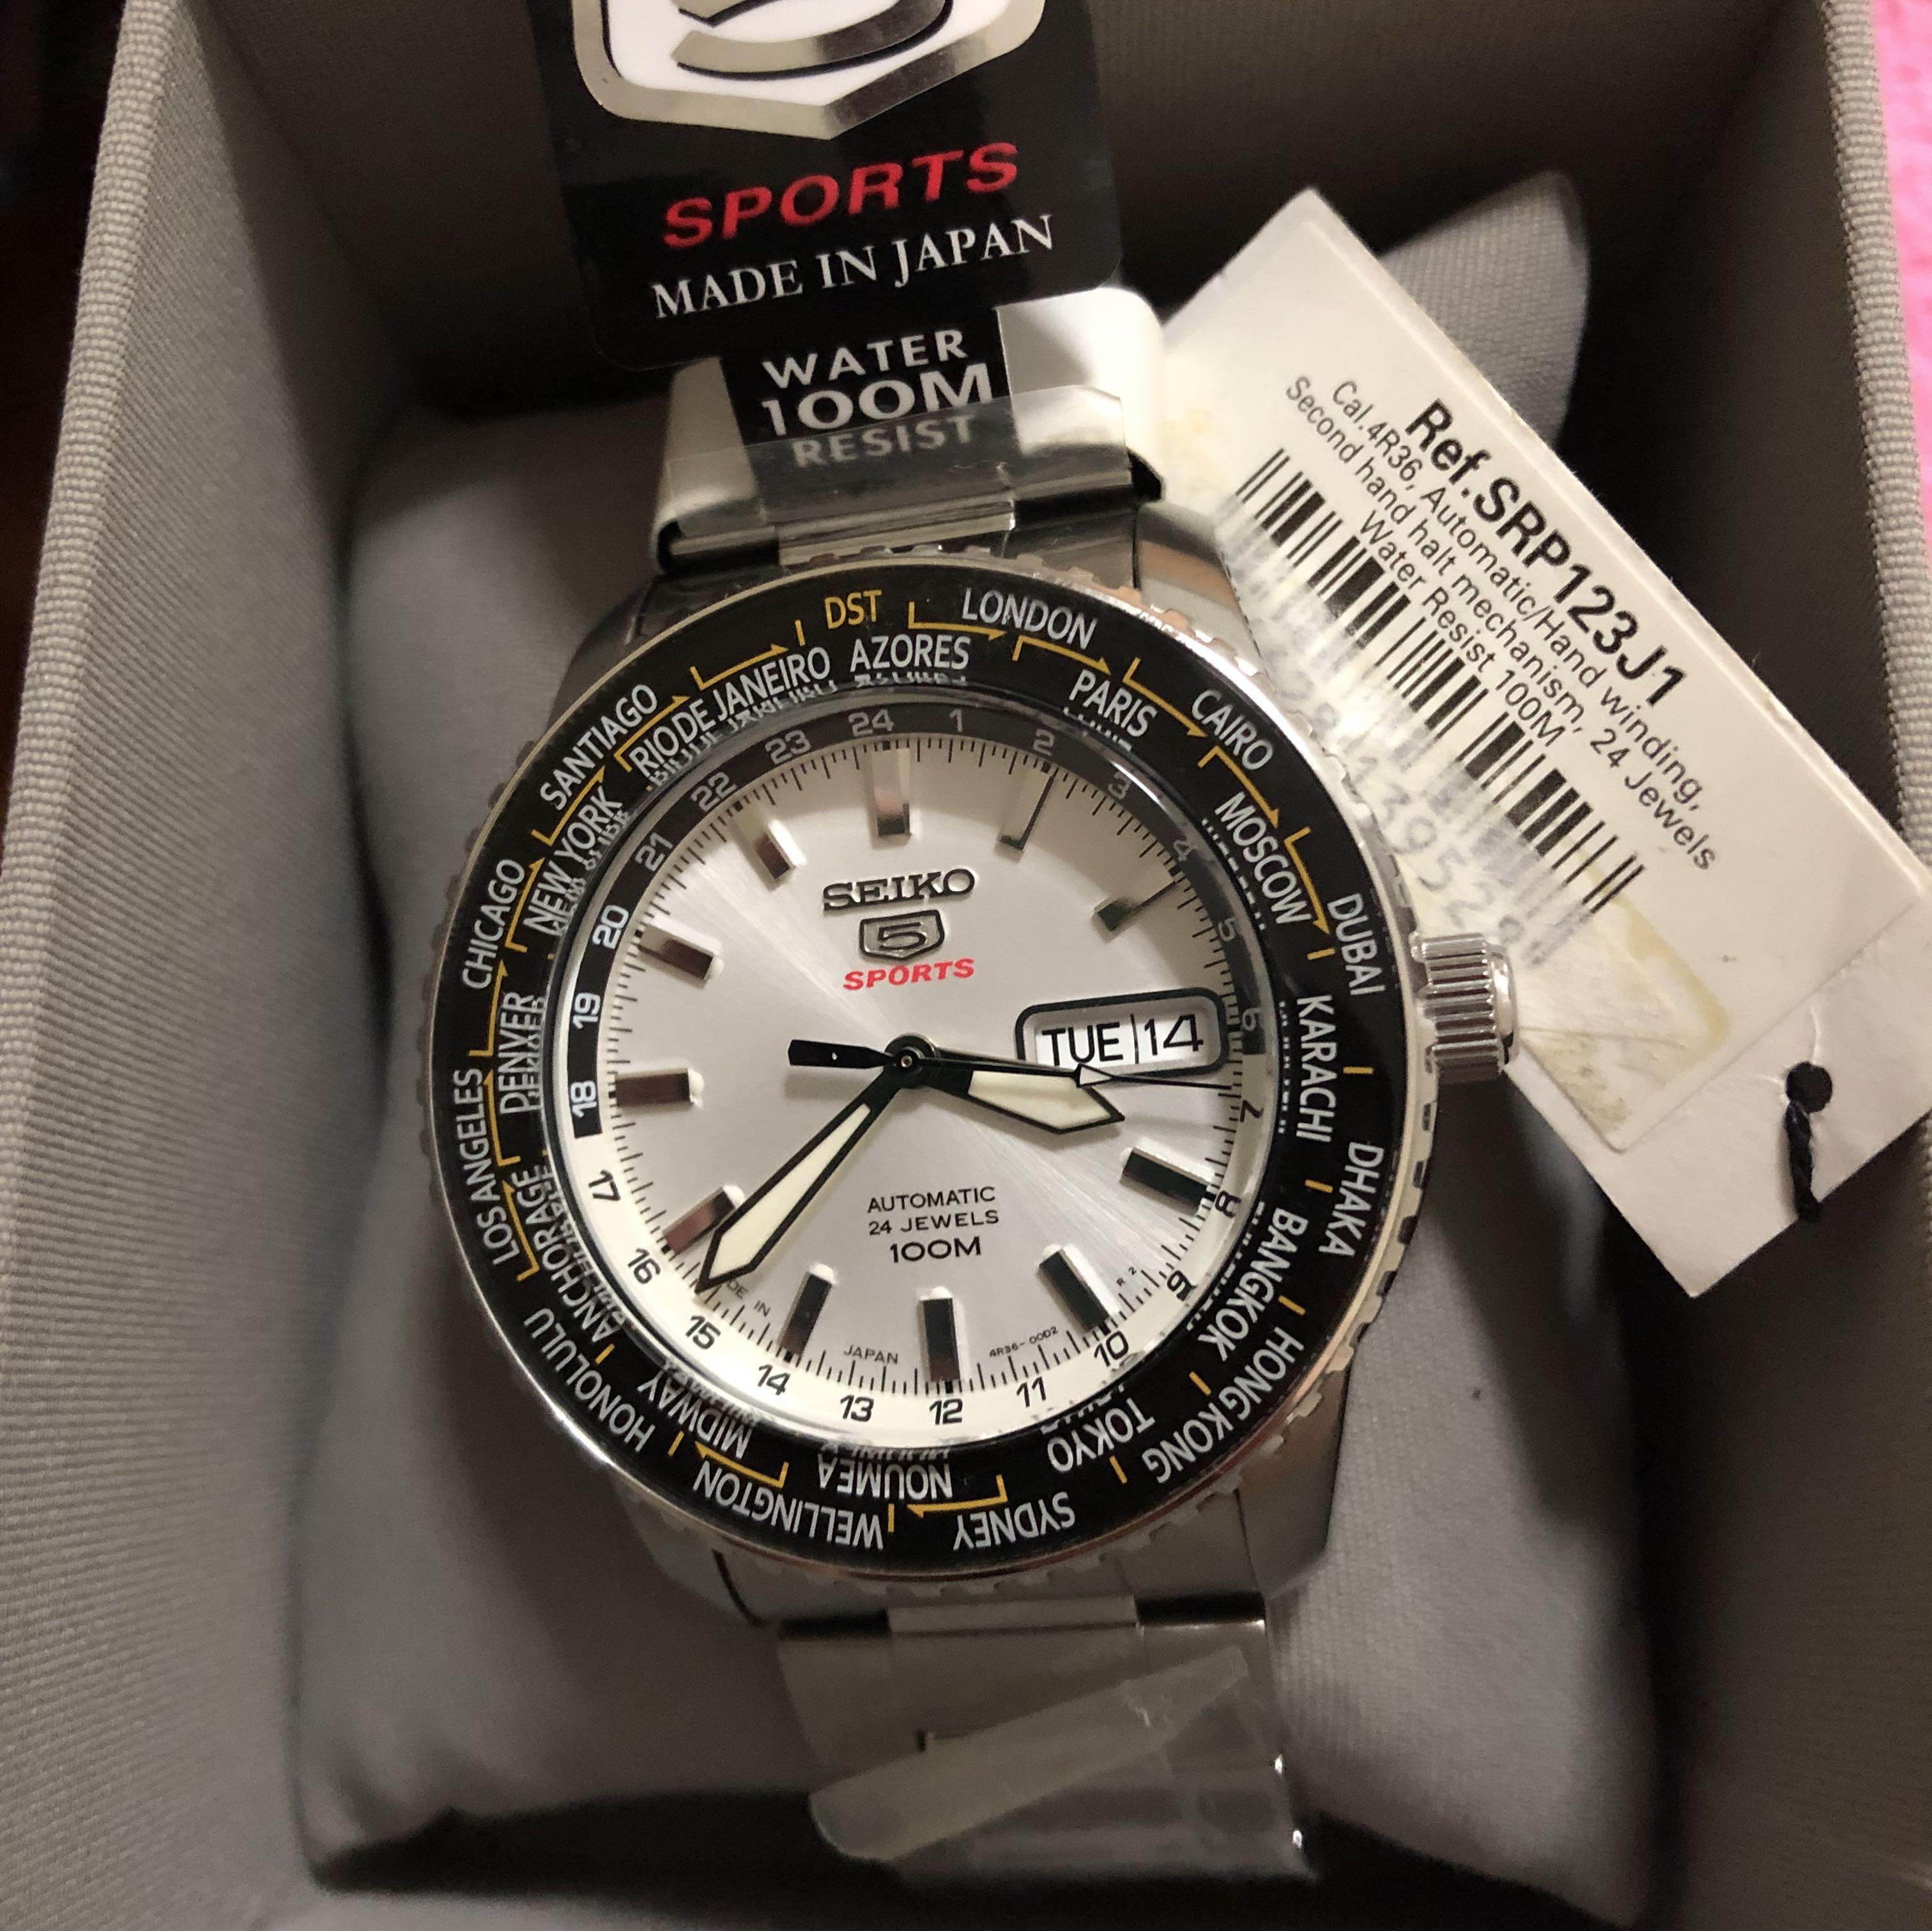 SPORTS
MADE IN JAPAN
WATER
100M
RESIST
Ref.SRP123J1
Cal.4R36, Automatic/Hand winding,
Second hand halt mechanism, 24 Jewels
Water Resist 100M
DST
LONDON
PARIS
CAIRO
MOSCOW
DUBAI
KARACHI
DHAKA
BANGKOK
HONG KONG
TOKYO
SYDNEY
NOUMEA
WELLINGTON
MIDWAY
HONOLULU
ANCHORAGE
LOS ANGELES
DENVER
CHICAGO
NEW YORK
SANTIAGO
RIO DE JANEIRO
AZORES
24 1 2 3 4 5 6 7 8 9 10 11 12 13 14 15 16 17 18 19 20 21 22 23
SEIKO
5
SPORTS
TUE 14
AUTOMATIC
24 JEWELS
100M
IN
JAPAN
4R36-00D2
R 2